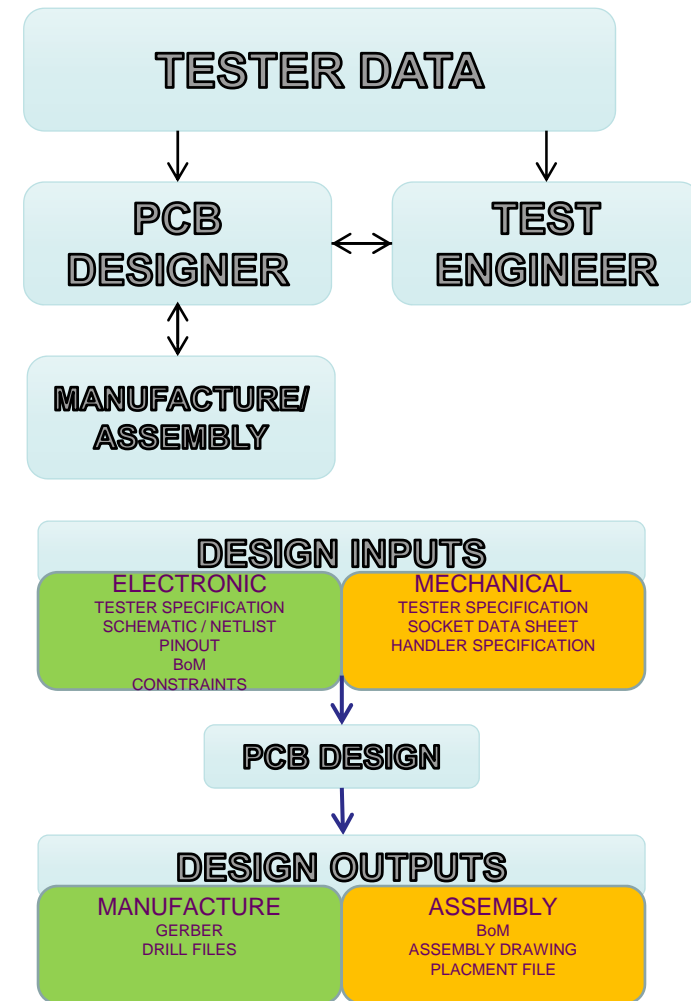 TESTER DATA
PCB
DESIGNER
TEST
ENGINEER
MANUFACTURE/
ASSEMBLY
DESIGN INPUTS
ELECTRONIC
TESTER SPECIFICATION
SCHEMATIC / NETLIST
PINOUT
BoM
CONSTRAINTS
MECHANICAL
TESTER SPECIFICATION
SOCKET DATA SHEET
HANDLER SPECIFICATION
PCB DESIGN
DESIGN OUTPUTS
MANUFACTURE
GERBER
DRILL FILES
ASSEMBLY
BoM
ASSEMBLY DRAWING
PLACMENT FILE